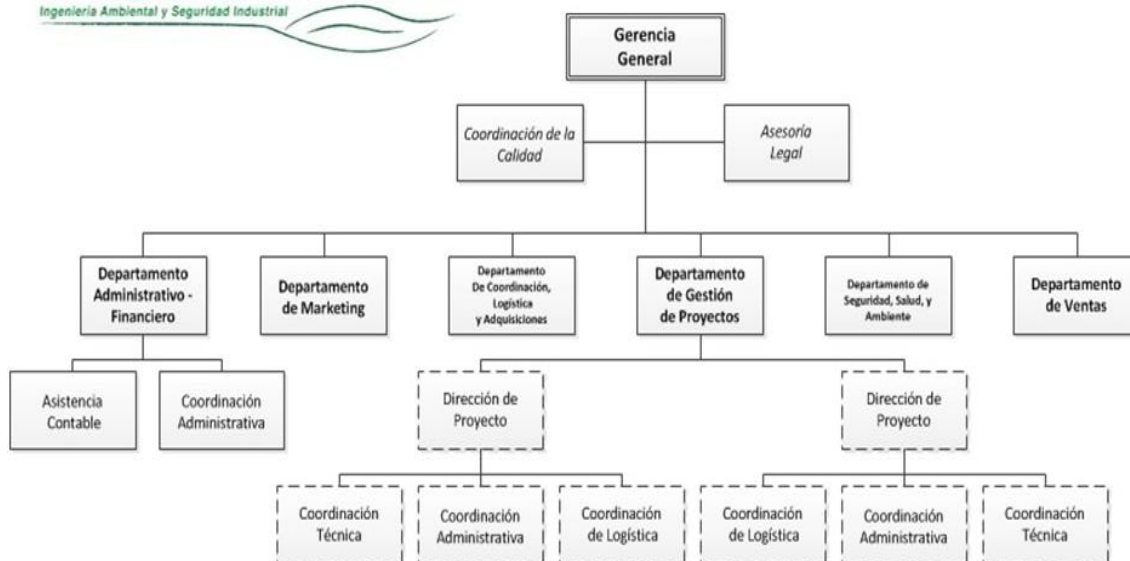 Ingeniería Ambiental y Seguridad Industrial
Gerencia
General
Coordinación de la
Calidad
Asesoría
Legal
Departamento
Administrativo -
Financiero
Departamento
de Marketing
Departamento
De Coordinación,
Logística
y Adquisiciones
Departamento
de Gestión
de Proyectos
Departamento de
Seguridad, Salud, y
Ambiente
Departamento
de Ventas
Asistencia
Contable
Coordinación
Administrativa
Dirección de
Proyecto
Dirección de
Proyecto
Coordinación
Técnica
Coordinación
Administrativa
Coordinación
de Logística
Coordinación
de Logística
Coordinación
Administrativa
Coordinación
Técnica